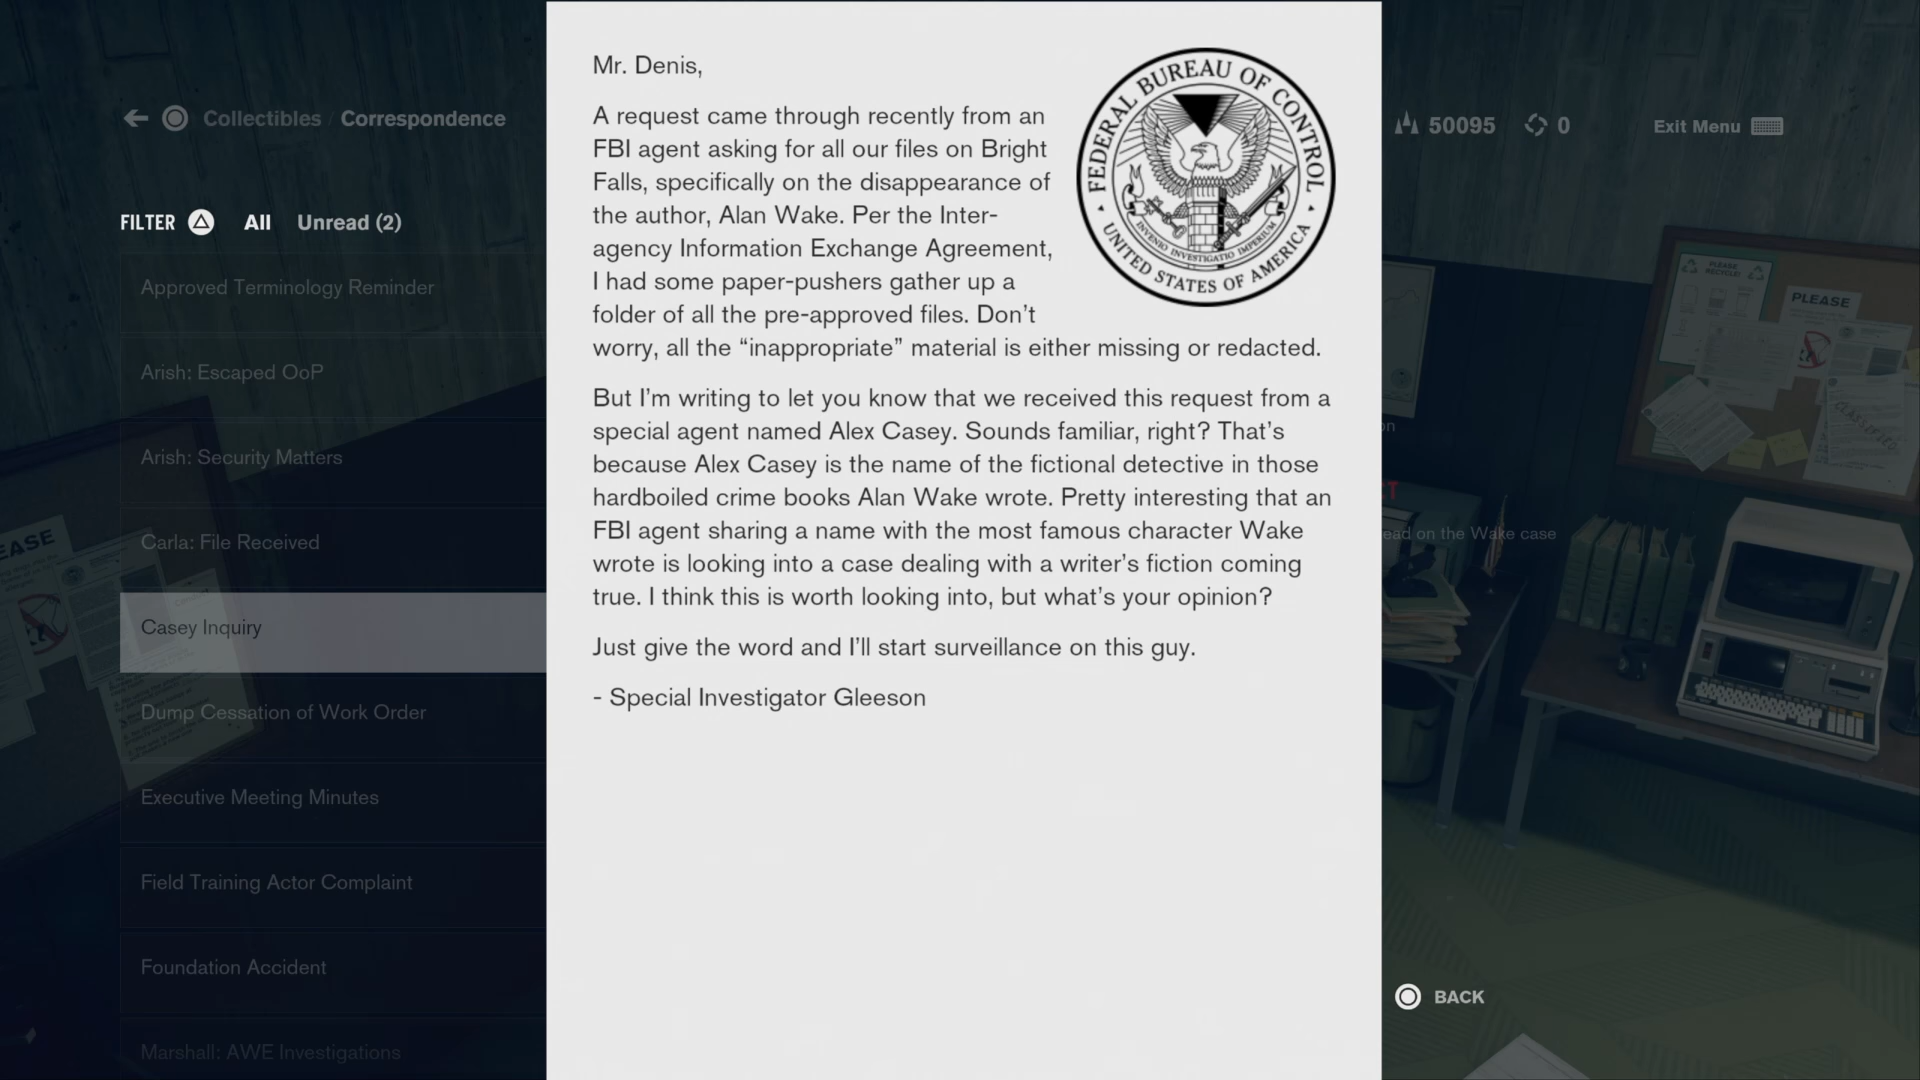 Collectibles / Correspondence
50095
0
Exit Menu
FILTER All Unread (2)
Approved Terminology Reminder
Arish: Escaped OoP
Arish: Security Matters
Carla: File Received
Casey Inquiry
Dump Cessation of Work Order
Executive Meeting Minutes
Field Training Actor Complaint
Foundation Accident
Marshall: AWE Investigations
Mr. Denis,
A request came through recently from an
FBI agent asking for all our files on Bright
Falls, specifically on the disappearance of
the author, Alan Wake. Per the Inter-
agency Information Exchange Agreement,
I had some paper-pushers gather up a
folder of all the pre-approved files. Don’t
worry, all the “inappropriate” material is either missing or redacted.
But I’m writing to let you know that we received this request from a
special agent named Alex Casey. Sounds familiar, right? That’s
because Alex Casey is the name of the fictional detective in those
hardboiled crime books Alan Wake wrote. Pretty interesting that an
FBI agent sharing a name with the most famous character Wake
wrote is looking into a case dealing with a writer’s fiction coming
true. I think this is worth looking into, but what’s your opinion?
Just give the word and I’ll start surveillance on this guy.
- Special Investigator Gleeson
FEDERAL BUREAU OF CONTROL
INVENIO INVESTIGATIO IMPERIUM
UNITED STATES OF AMERICA
on the Wake case
PLEASE RECYCLE!
PLEASE
CLASSIFIED
BACK